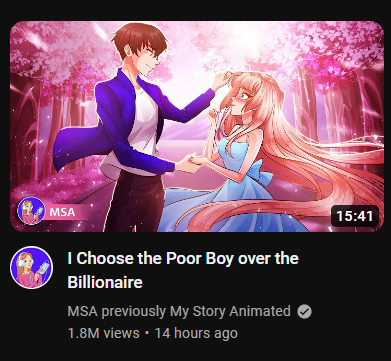 MSA
15:41
I Choose the Poor Boy over the
Billionaire
MSA previously My Story Animated
1.8M views • 14 hours ago